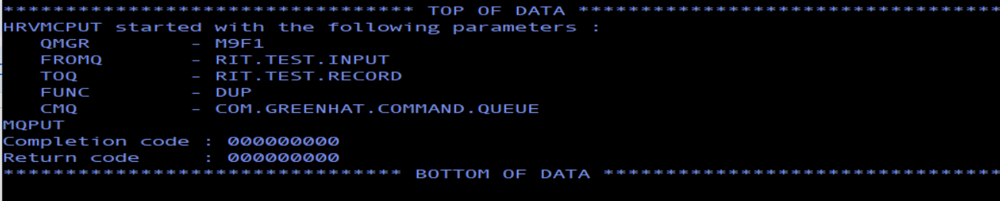 ******************************** TOP OF DATA **********************************
HRVMCPUT started with the following parameters :
QMGR - M9F1
FROMQ - RIT.TEST.INPUT
TOQ - RIT.TEST.RECORD
FUNC - DUP
CMQ - COM.GREENHAT.COMMAND.QUEUE
MQPUT
Completion code : 000000000
Return code : 000000000
******************************** BOTTOM OF DATA ********************************